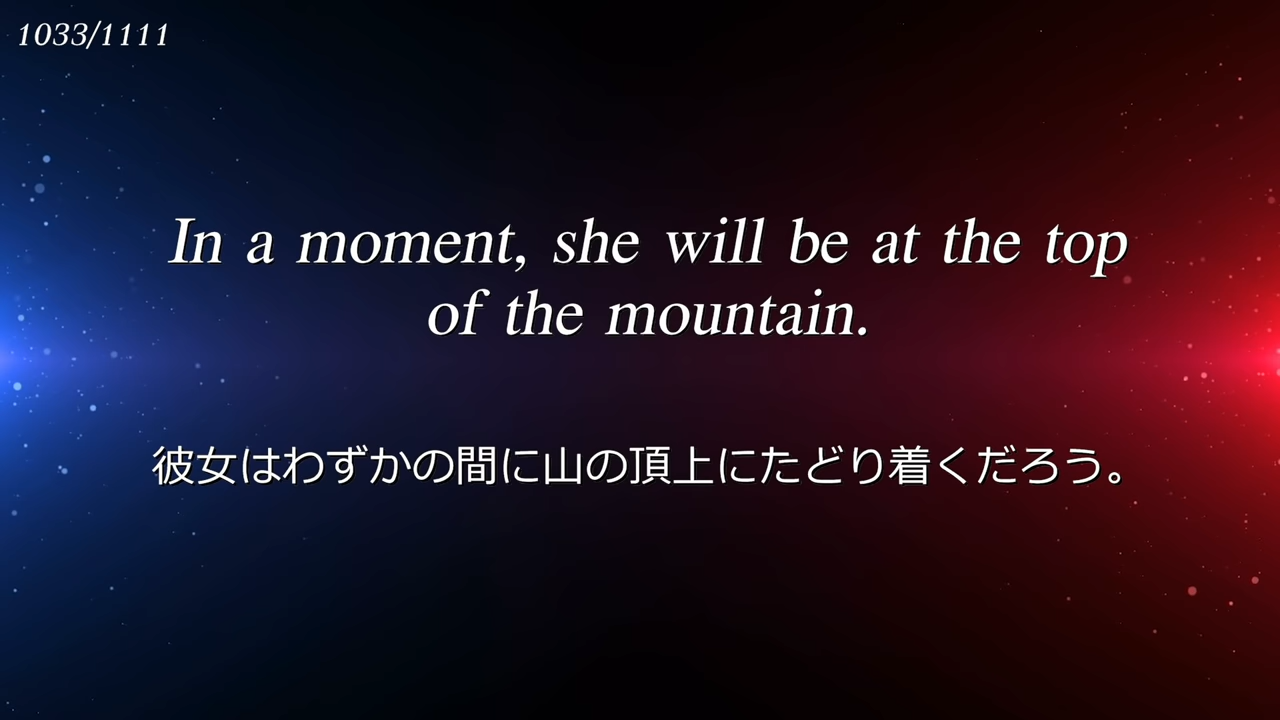 1033/1111
In a moment, she will be at the top
of the mountain.
彼女はわずかの間に山の頂上にたどり着くだろう。